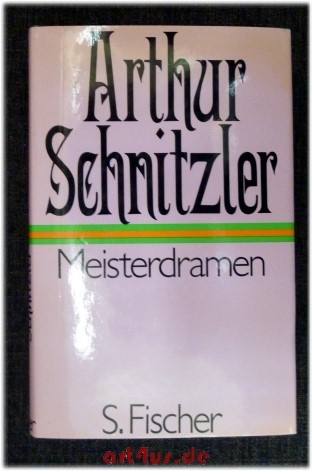 Arthur
Schnitzler
Meisterdramen
S. Fischer
art4us.de